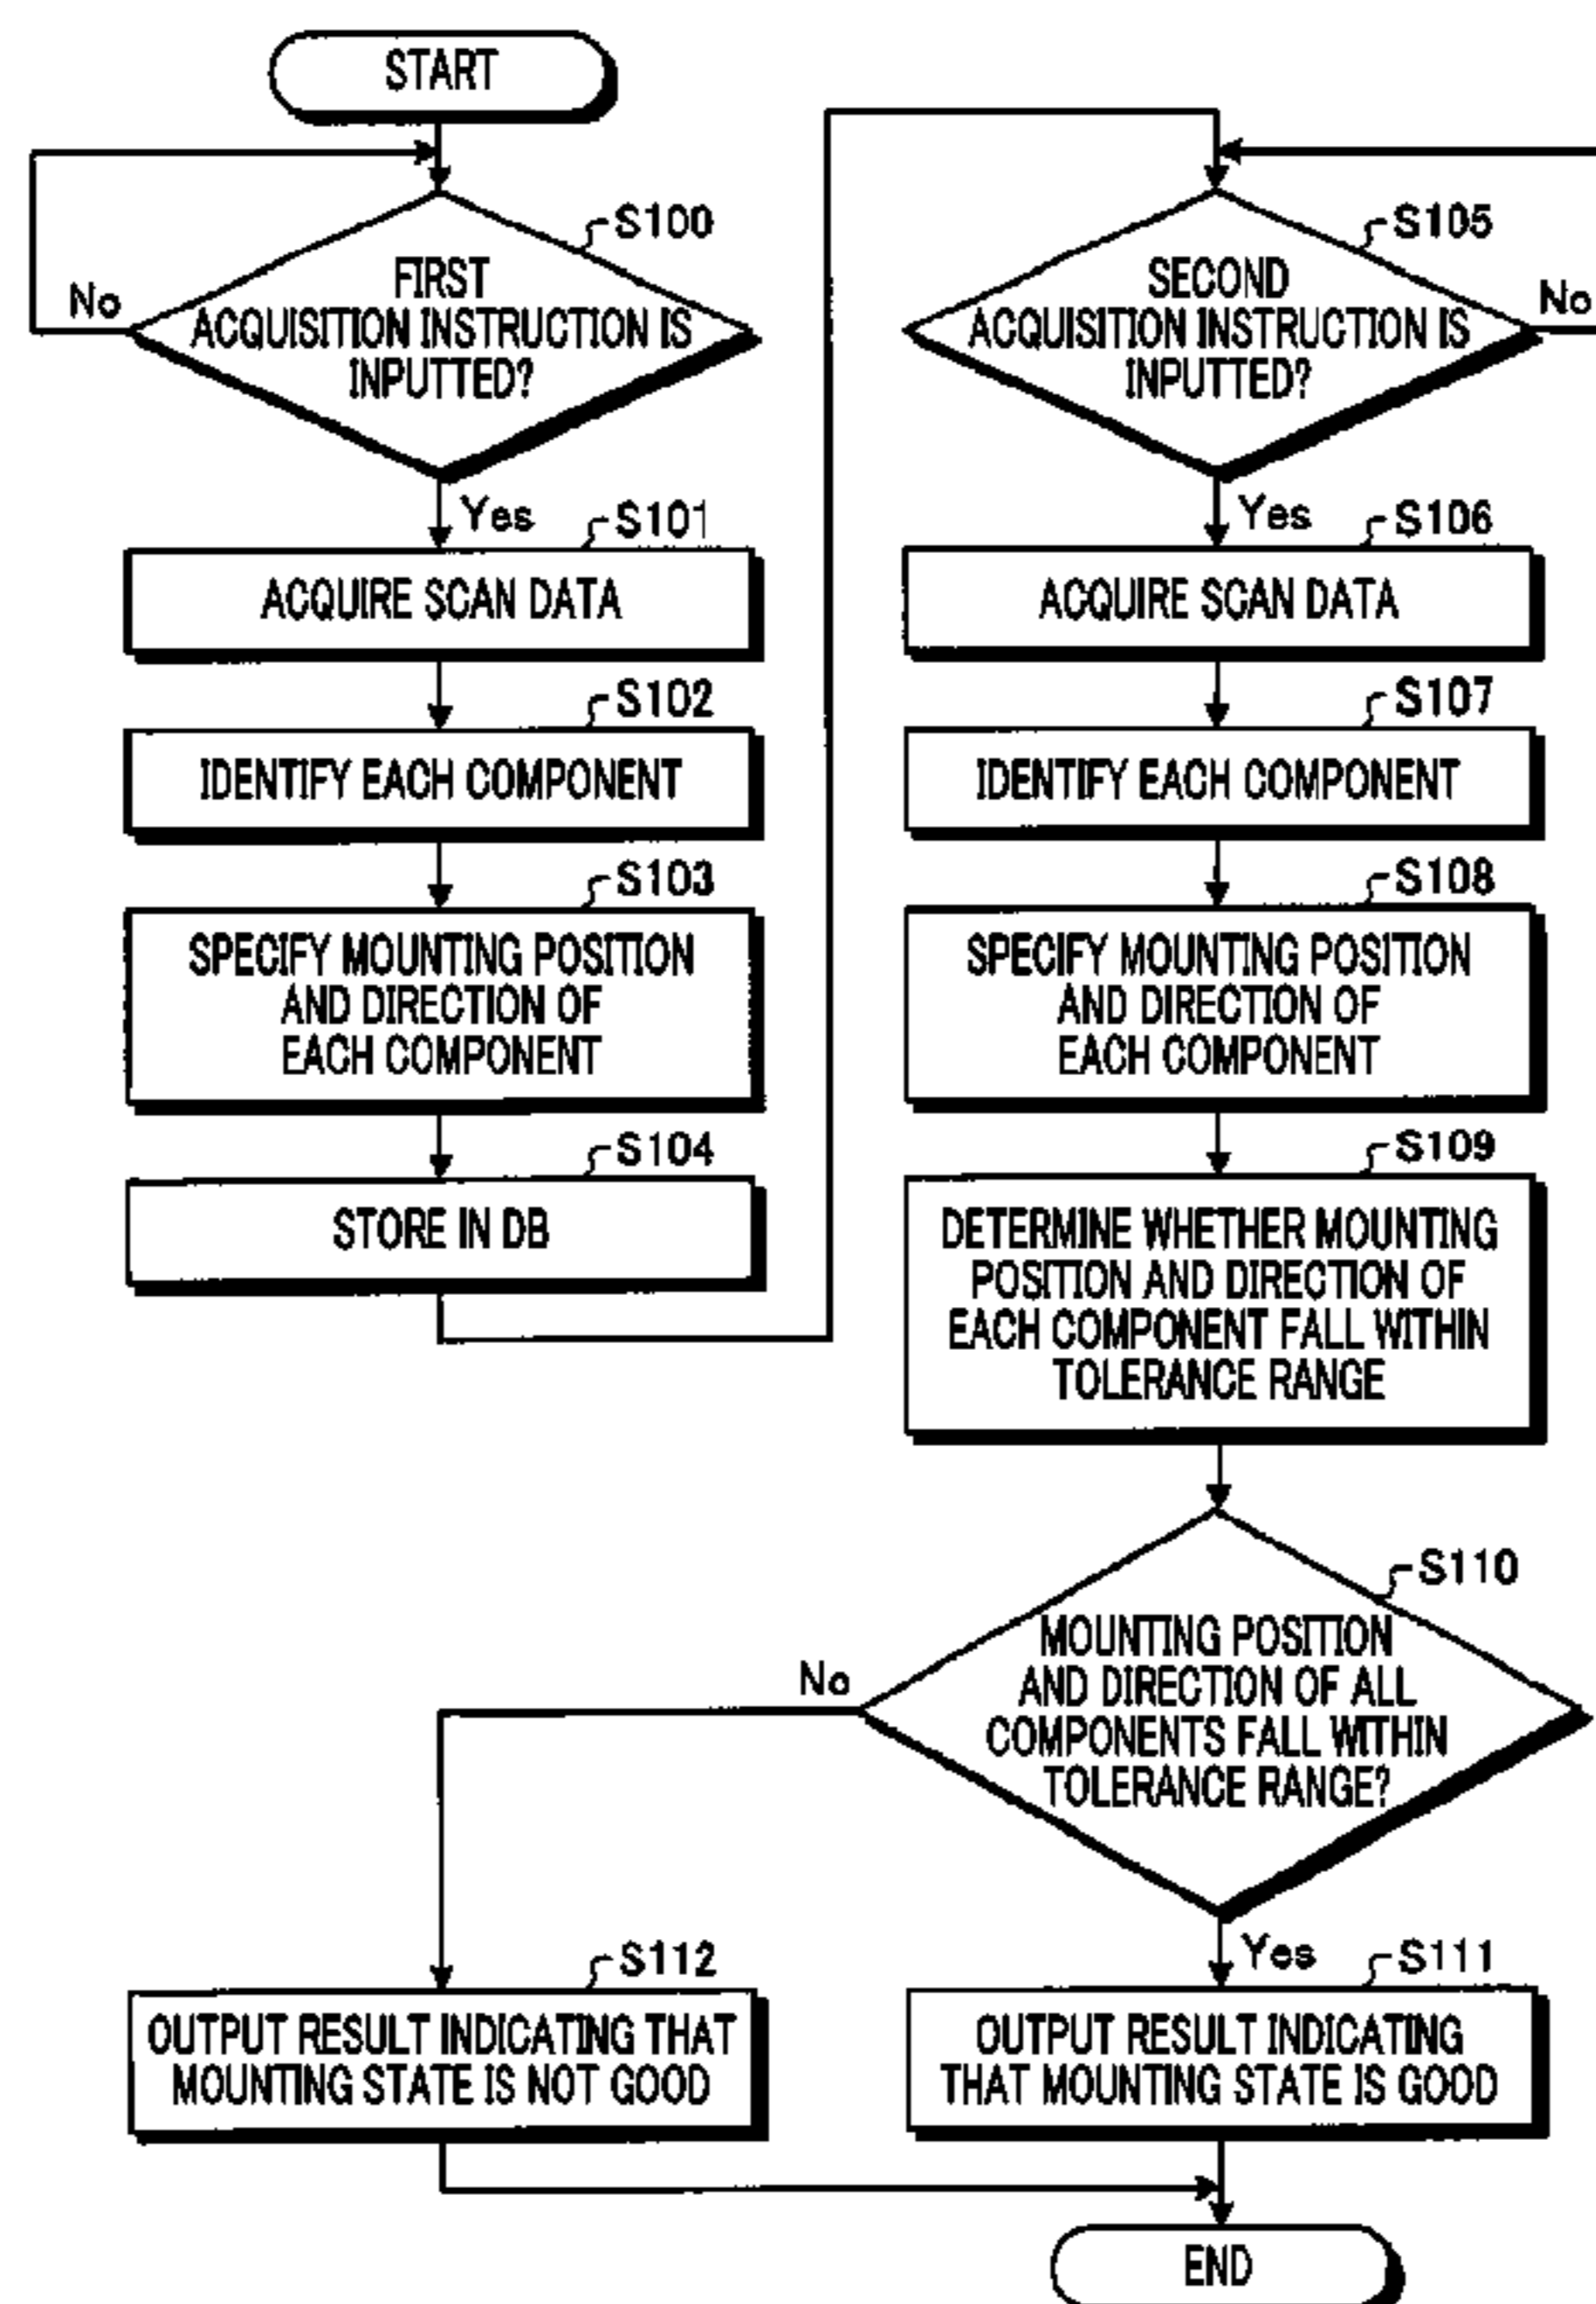 START
S100
FIRST
ACQUISITION INSTRUCTION IS
INPUTTED?
No
Yes
S101
ACQUIRE SCAN DATA
S102
IDENTIFY EACH COMPONENT
S103
SPECIFY MOUNTING POSITION
AND DIRECTION OF
EACH COMPONENT
S104
STORE IN DB
S105
SECOND
ACQUISITION INSTRUCTION IS
INPUTTED?
No
Yes
S106
ACQUIRE SCAN DATA
S107
IDENTIFY EACH COMPONENT
S108
SPECIFY MOUNTING POSITION
AND DIRECTION OF
EACH COMPONENT
S109
DETERMINE WHETHER MOUNTING
POSITION AND DIRECTION OF
EACH COMPONENT FALL WITHIN
TOLERANCE RANGE
S110
MOUNTING POSITION
AND DIRECTION OF ALL
COMPONENTS FALL WITHIN
TOLERANCE RANGE?
No
Yes
S112
OUTPUT RESULT INDICATING THAT
MOUNTING STATE IS NOT GOOD
S111
OUTPUT RESULT INDICATING
THAT MOUNTING STATE IS GOOD
END